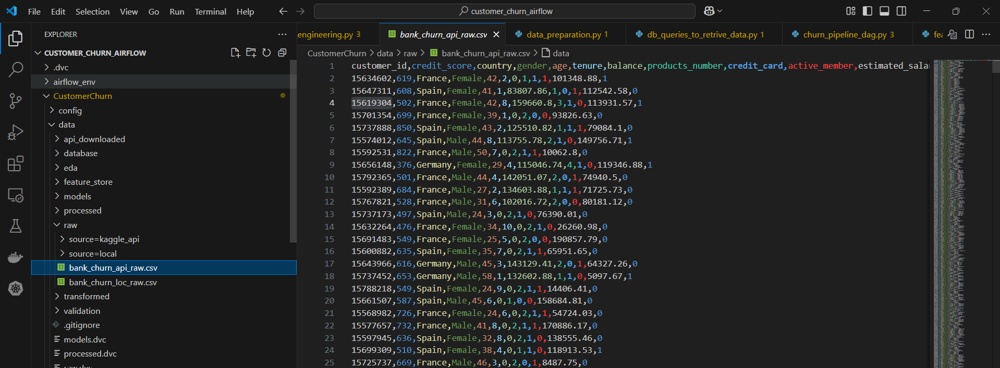 File Edit Selection View Go Run Terminal Help
customer_churn_airflow
EXPLORER
CUSTOMER_CHURN_AIRFLOW
.dvc
airflow_env
CustomerChurn
config
data
api_downloaded
database
eda
feature_store
models
processed
raw
source=kaggle_api
source=local
bank_churn_api_raw.csv
bank_churn_loc_raw.csv
transformed
validation
.gitignore
models.dvc
processed.dvc
_engineering.py 3
bank_churn_api_raw.csv
data_preparation.py 1
db_queries_to_retrive_data.py 1
churn_pipeline_dag.py 3
CustomerChurn > data > raw > bank_churn_api_raw.csv > data
1 customer_id,credit_score,country,gender,age,tenure,balance,products_number,credit_card,active_member,estimated_sala
2 15634602,619,France,Female,42,2,0,1,1,1,101348.88,1
3 15647311,608,Spain,Female,41,1,83807.86,1,0,1,112542.58,0
4 15619304,502,France,Female,42,8,159660.8,3,1,0,113931.57,1
5 15701354,699,France,Female,39,1,0,2,0,0,93826.63,0
6 15737888,850,Spain,Female,43,2,125510.82,1,1,1,79084.1,0
7 15574012,645,Spain,Male,44,8,113755.78,2,1,0,149756.71,1
8 15592531,822,France,Male,50,7,0,2,1,1,10062.8,0
9 15656148,376,Germany,Female,29,4,115046.74,4,1,0,119346.88,1
10 15792365,501,France,Male,44,4,142051.07,2,0,1,74940.5,0
11 15592389,684,France,Male,27,2,134603.88,1,1,1,71725.73,0
12 15767821,528,France,Male,31,6,102016.72,2,0,0,80181.12,0
13 15737173,497,Spain,Male,24,3,0,2,1,0,76390.01,0
14 15632264,476,France,Female,34,10,0,2,1,0,26260.98,0
15 15691483,549,France,Female,25,5,0,2,0,0,190857.79,0
16 15600882,635,Spain,Female,35,7,0,2,1,1,65951.65,0
17 15643966,616,Germany,Male,45,3,143129.41,2,0,1,64327.26,0
18 15737452,653,Germany,Male,58,1,132602.88,1,1,0,5097.67,1
19 15788218,549,Spain,Female,24,9,0,2,1,1,14406.41,0
20 15661507,587,Spain,Male,45,6,0,1,0,0,158684.81,0
21 15568982,726,France,Female,24,6,0,2,1,1,54724.03,0
22 15577657,732,France,Male,41,8,0,2,1,1,170886.17,0
23 15597945,636,Spain,Female,32,8,0,2,1,0,138555.46,0
24 15699309,510,Spain,Female,38,4,0,1,1,0,118913.53,1
25 15725737,669,France,Male,46,3,0,2,0,1,8487.75,0